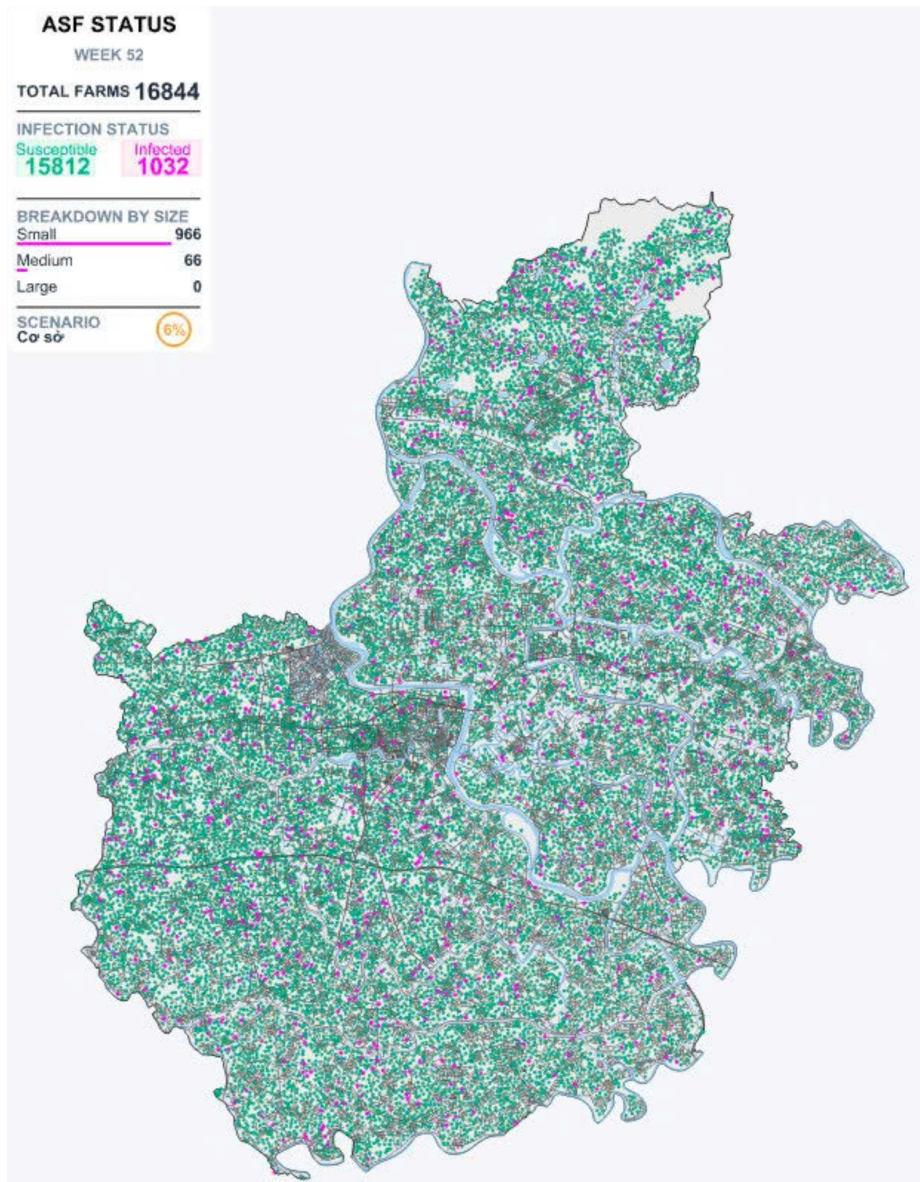 ASF STATUS
WEEK 52
TOTAL FARMS 16844
INFECTION STATUS
Susceptible Infected
15812 1032
BREAKDOWN BY SIZE
Small 966
Medium 66
Large 0
SCENARIO
Cơ sở 6%